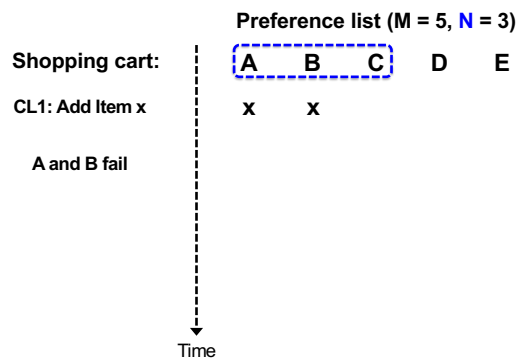 Preference list (M = 5, N = 3)
Shopping cart: A B C D E
CL1: Add Item x x x
A and B fail
Time